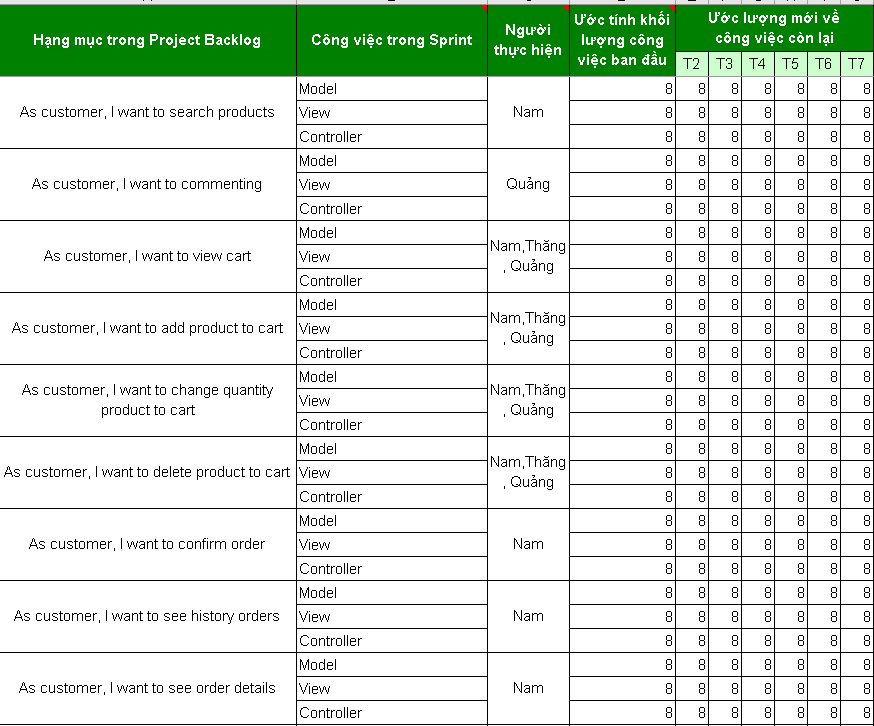 Hạng mục trong Project Backlog
Công việc trong Sprint
Người
thực hiện
Ước tính khối
lượng công
việc ban đầu
Ước lượng mới về
công việc còn lại
T2 T3 T4 T5 T6 T7
As customer, I want to search products
Nam
Model 8 8 8 8 8 8 8
View 8 8 8 8 8 8 8
Controller 8 8 8 8 8 8 8
As customer, I want to commenting
Quảng
Model 8 8 8 8 8 8 8
View 8 8 8 8 8 8 8
Controller 8 8 8 8 8 8 8
As customer, I want to view cart
Nam,Thăng
, Quảng
Model 8 8 8 8 8 8 8
View 8 8 8 8 8 8 8
Controller 8 8 8 8 8 8 8
As customer, I want to add product to cart
Nam,Thăng
, Quảng
Model 8 8 8 8 8 8 8
View 8 8 8 8 8 8 8
Controller 8 8 8 8 8 8 8
As customer, I want to change quantity
product to cart
Nam,Thăng
, Quảng
Model 8 8 8 8 8 8 8
View 8 8 8 8 8 8 8
Controller 8 8 8 8 8 8 8
As customer, I want to delete product to cart
Nam,Thăng
, Quảng
Model 8 8 8 8 8 8 8
View 8 8 8 8 8 8 8
Controller 8 8 8 8 8 8 8
As customer, I want to confirm order
Nam
Model 8 8 8 8 8 8 8
View 8 8 8 8 8 8 8
Controller 8 8 8 8 8 8 8
As customer, I want to see history orders
Nam
Model 8 8 8 8 8 8 8
View 8 8 8 8 8 8 8
Controller 8 8 8 8 8 8 8
As customer, I want to see order details
Nam
Model 8 8 8 8 8 8 8
View 8 8 8 8 8 8 8
Controller 8 8 8 8 8 8 8